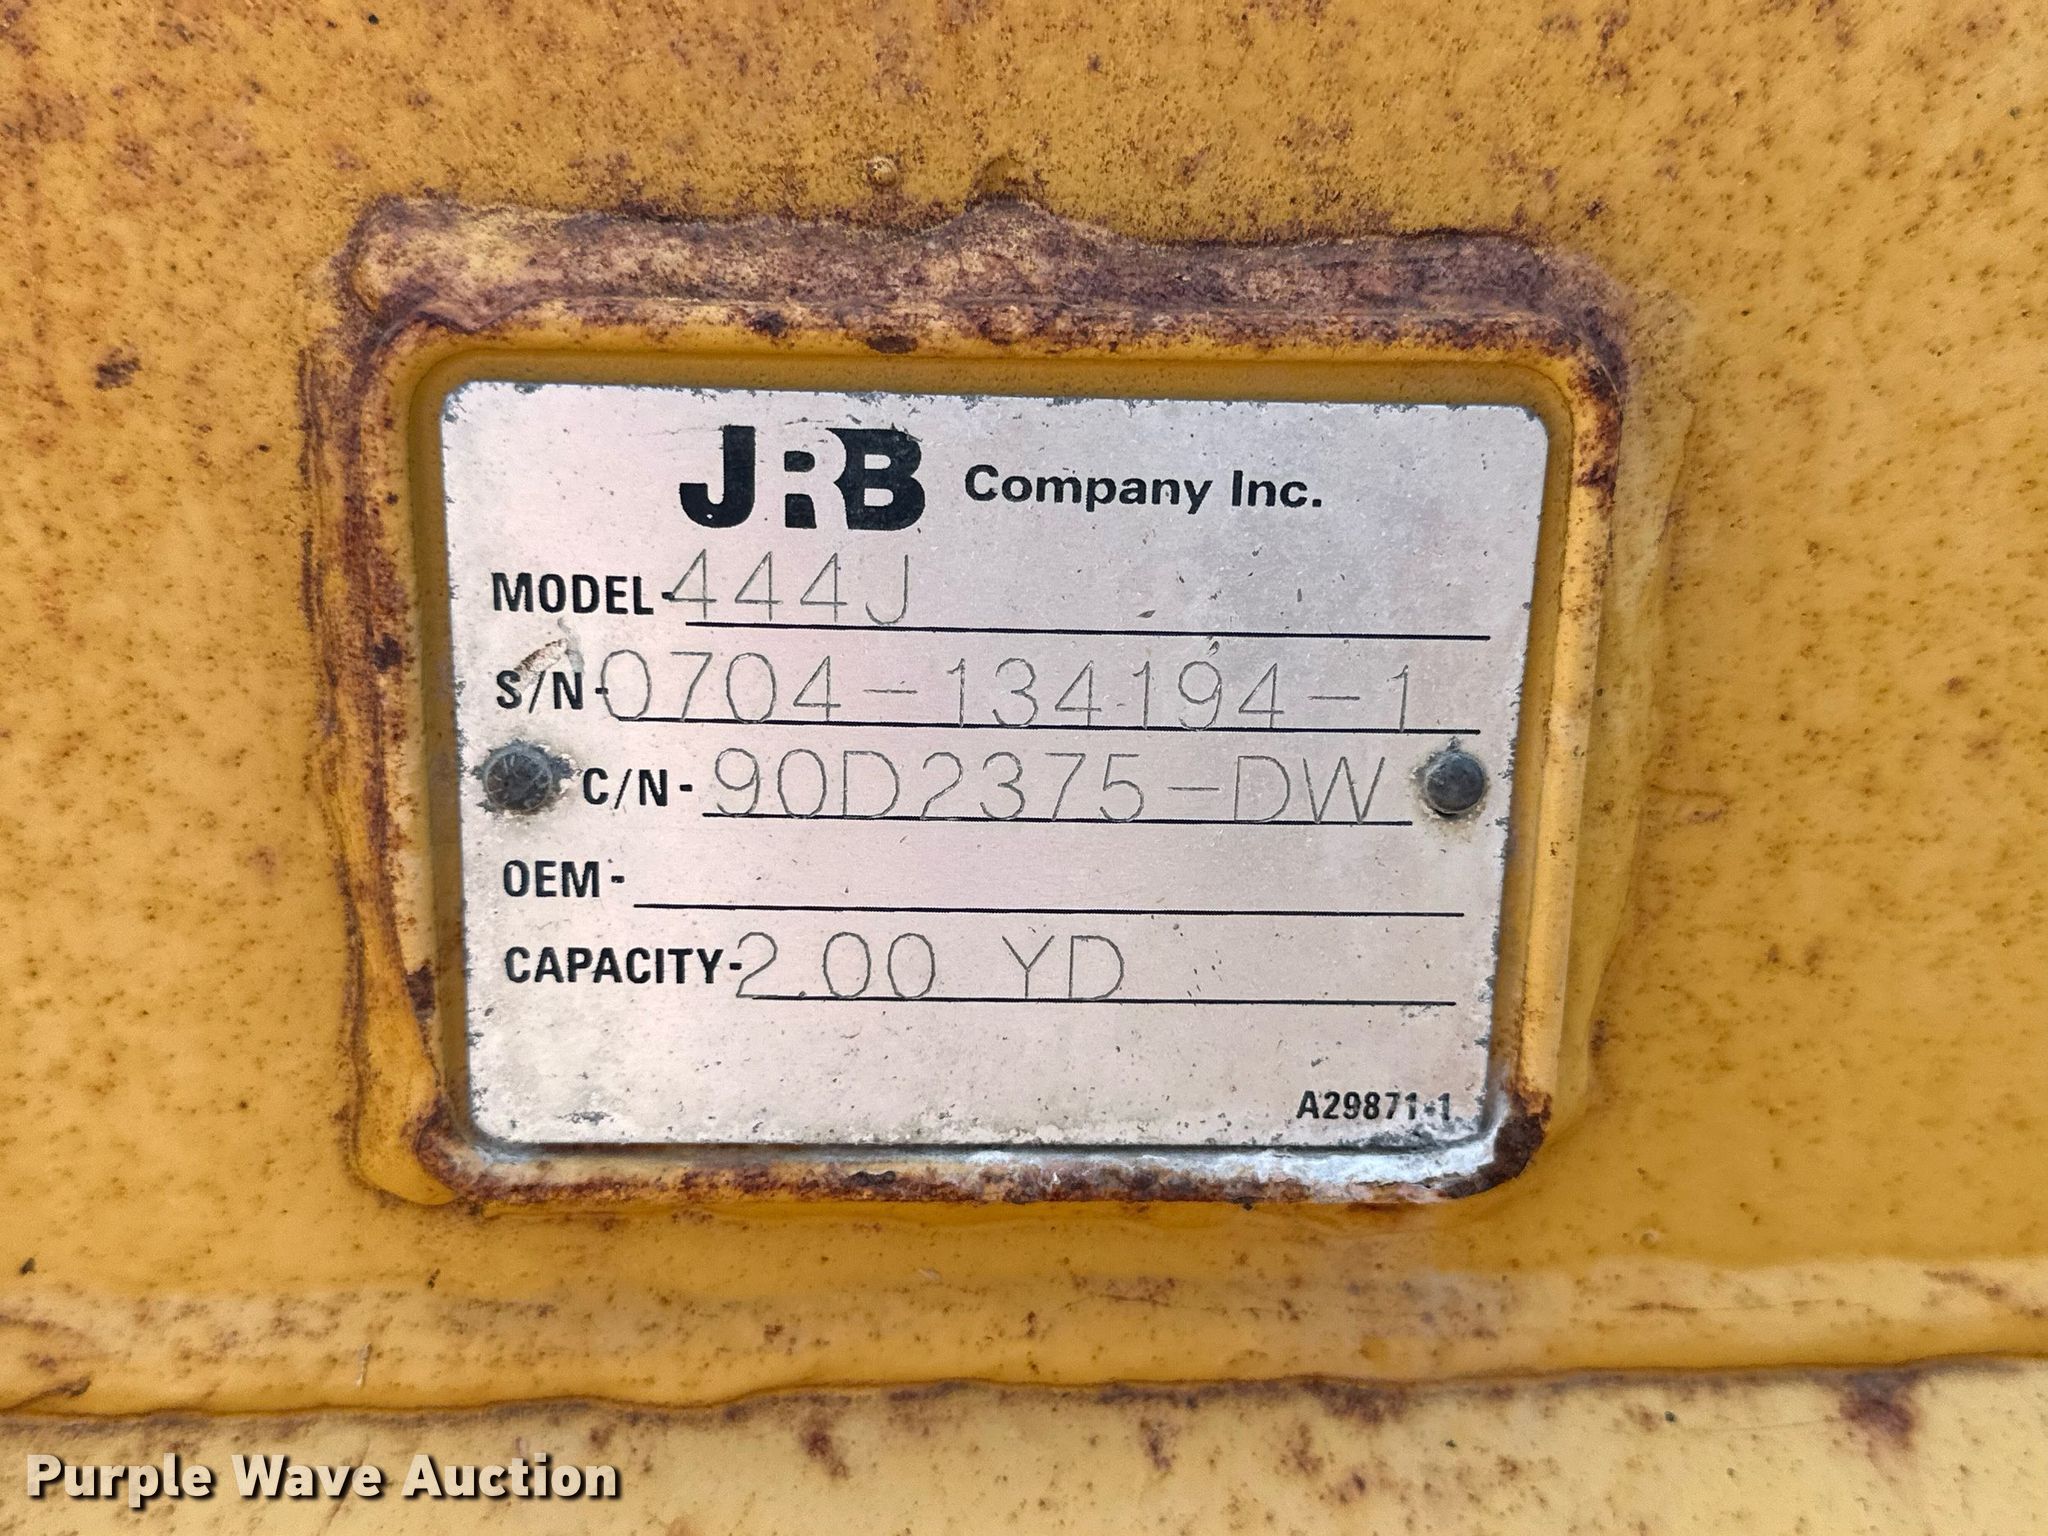 JRB Company Inc.
MODEL-444J
S/N-0704-134194-1
C/N-90D2375-DW
OEM-
CAPACITY-2.00 YD
A29871-1
Purple Wave Auction